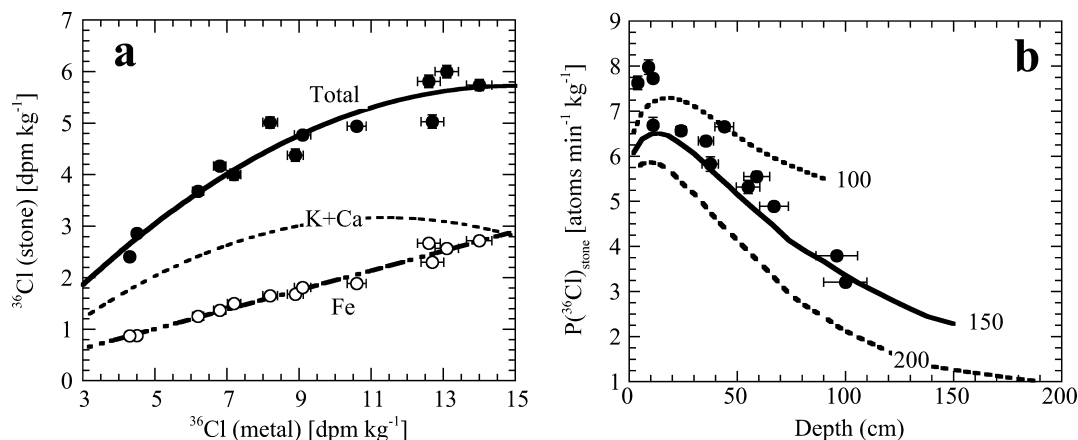 a
Total
K+Ca
Fe
7
6
5
4
3
2
1
0
3 5 7 9 11 13 15
³⁶Cl (stone) [dpm kg⁻¹]
³⁶Cl (metal) [dpm kg⁻¹]
b
100
150
200
9
8
7
6
5
4
3
2
1
0 50 100 150 200
P(³⁶Cl)stone [atoms min⁻¹ kg⁻¹]
Depth (cm)